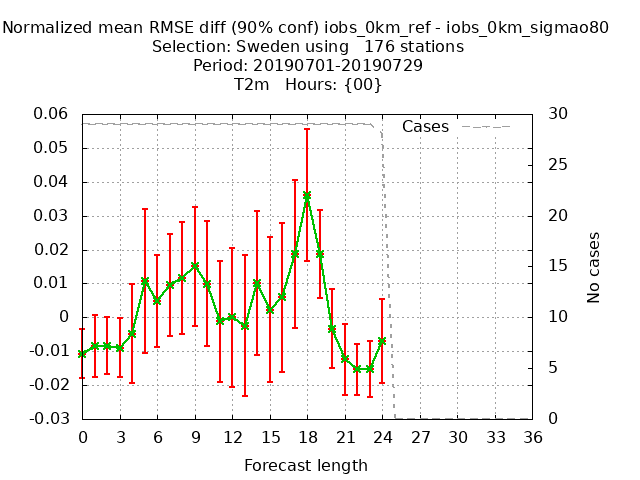 Normalized mean RMSE diff (90% conf) iobs_0km_ref - iobs_0km_sigmao80
Selection: Sweden using   176 stations
Period: 20190701-20190729
T2m   Hours: {00}
0.06
0.05
0.04
0.03
0.02
0.01
0
-0.01
-0.02
-0.03
Cases
30
25
20
15
10
5
0
No cases
0 3 6 9 12 15 18 21 24 27 30 33 36
Forecast length